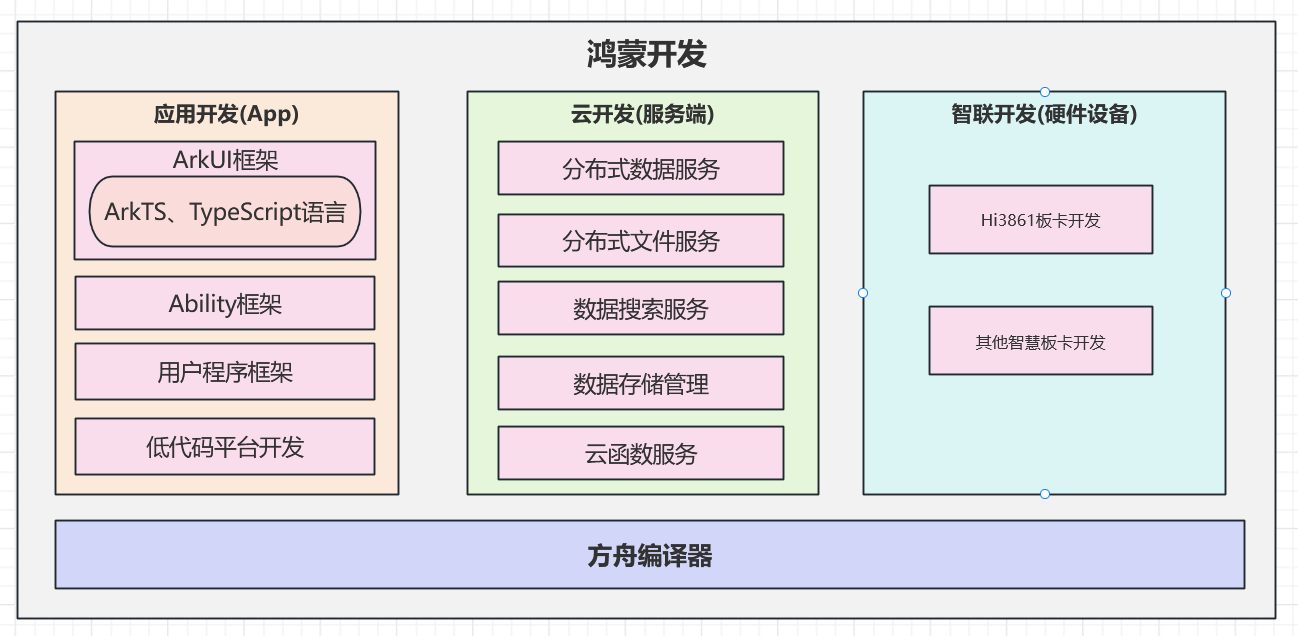 鸿蒙开发
应用开发(App)
ArkUI框架
ArkTS、TypeScript语言
Ability框架
用户程序框架
低代码平台开发
云开发(服务端)
分布式数据服务
分布式文件服务
数据搜索服务
数据存储管理
云函数服务
智联开发(硬件设备)
Hi3861板卡开发
其他智慧板卡开发
方舟编译器